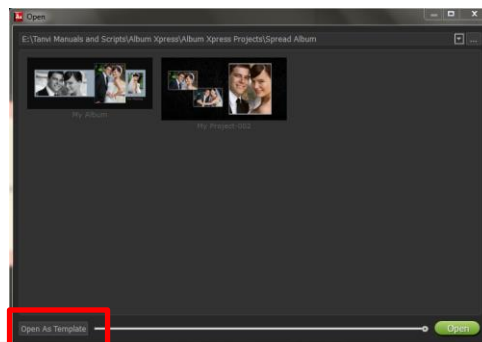 Open
E:\Tanvi Manuals and Scripts\Album Xpress\Album Xpress Projects\Spread Album
...
My Album
My Project-002
Open As Template
Open